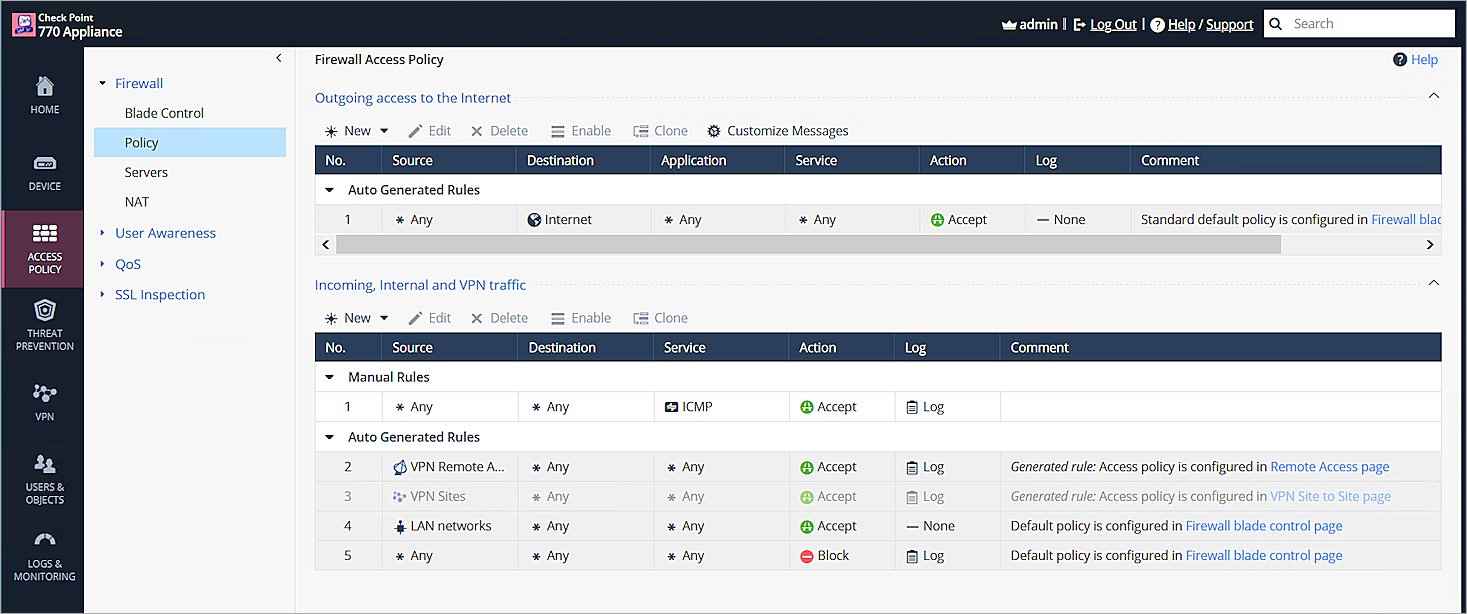 Check Point
770 Appliance
admin | Log Out | Help / Support
Search
HOME
DEVICE
ACCESS
POLICY
THREAT
PREVENTION
VPN
USERS &
OBJECTS
LOGS &
MONITORING
Firewall
Blade Control
Policy
Servers
NAT
User Awareness
QoS
SSL Inspection
Firewall Access Policy
Help
Outgoing access to the Internet
New Edit Delete Enable Clone Customize Messages
No. Source Destination Application Service Action Log Comment
Auto Generated Rules
1 * Any Internet * Any * Any Accept — None Standard default policy is configured in Firewall blad
Incoming, Internal and VPN traffic
New Edit Delete Enable Clone
No. Source Destination Service Action Log Comment
Manual Rules
1 * Any * Any ICMP Accept Log
Auto Generated Rules
2 VPN Remote A... * Any * Any Accept Log Generated rule: Access policy is configured in Remote Access page
3 VPN Sites * Any * Any Accept Log Generated rule: Access policy is configured in VPN Site to Site page
4 LAN networks * Any * Any Accept — None Default policy is configured in Firewall blade control page
5 * Any * Any * Any Block Log Default policy is configured in Firewall blade control page